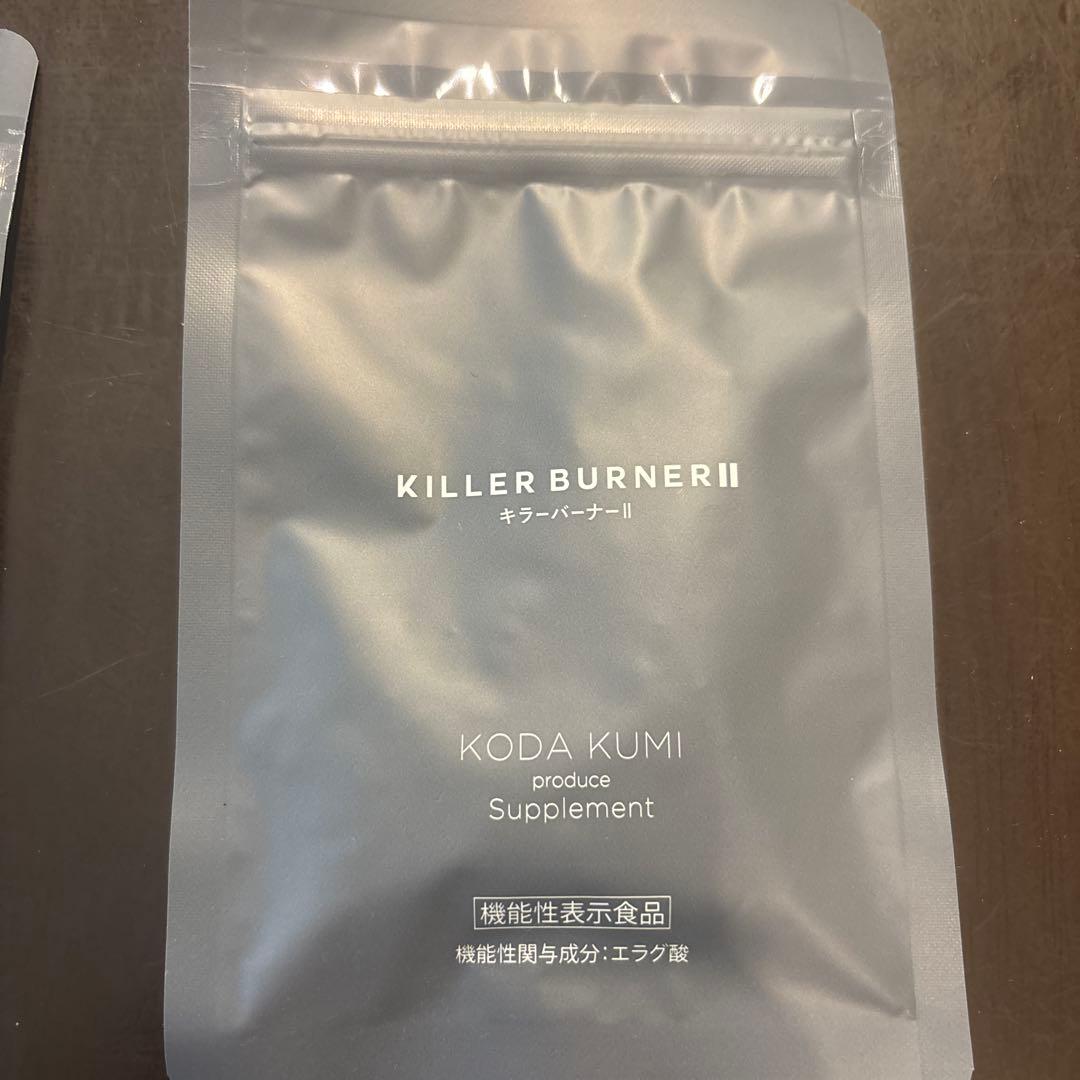 KILLER BURNERⅡ
キラーバーナーⅡ
KODA KUMI
produce
Supplement
機能性表示食品
機能性関与成分：エラグ酸